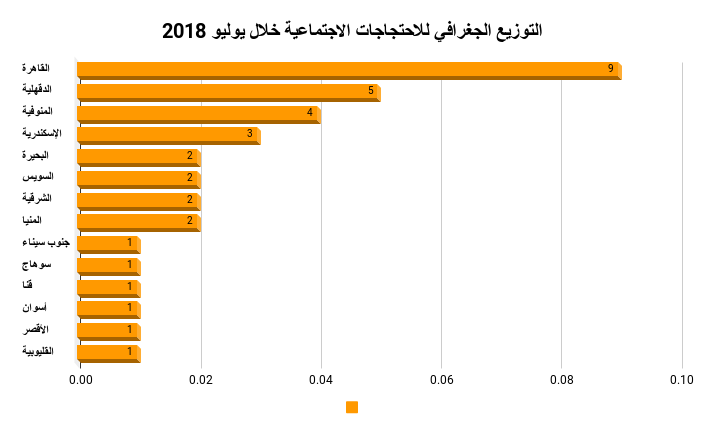 التوزيع الجغرافي للاحتجاجات الاجتماعية خلال يوليو 2018
القاهرة 9
الدقهلية 5
المنوفية 4
الإسكندرية 3
البحيرة 2
السويس 2
الشرقية 2
المنيا 2
جنوب سيناء 1
سوهاج 1
قنا 1
أسوان 1
الأقصر 1
القليوبية 1
0.00 0.02 0.04 0.06 0.08 0.10